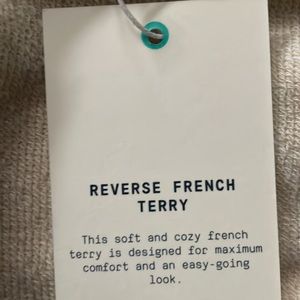 REVERSE FRENCH
TERRY
This soft and cozy french
terry is designed for maximum
comfort and an easy-going
look.